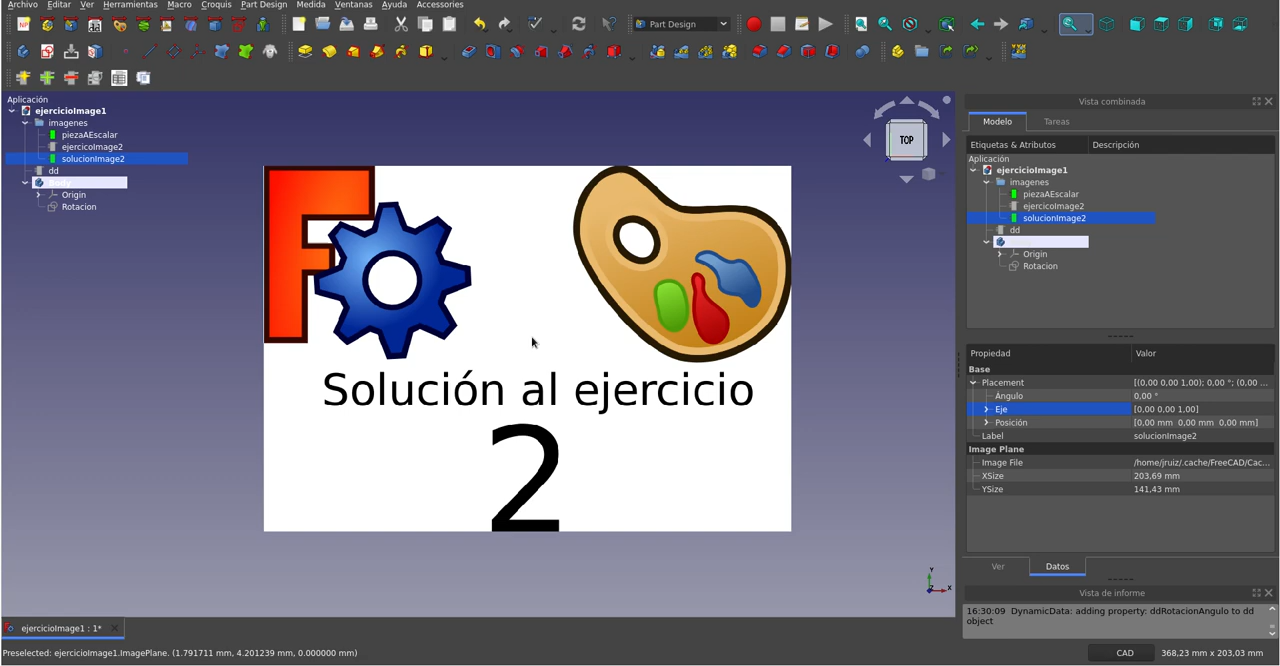 Archivo Editar Ver Herramientas Macro Croquis Part Design Medida Ventanas Ayuda Accessories
Part Design
Aplicación
ejercicioImage1
imagenes
piezaAEscalar
ejercicoImage2
solucionImage2
dd
Body
Origin
Rotacion
TOP
Solución al ejercicio
2
Y
X
Vista combinada
Modelo Tareas
Etiquetas & Atributos Descripción
Aplicación
ejercicioImage1
imagenes
piezaAEscalar
ejercicoImage2
solucionImage2
dd
Origin
Rotacion
Propiedad Valor
Base
Placement [(0,00 0,00 1,00); 0,00 °; (0,00 ...
Ángulo 0,00 °
Eje [0,00 0,00 1,00]
Posición [0,00 mm 0,00 mm 0,00 mm]
Label solucionImage2
Image Plane
Image File /home/jruiz/.cache/FreeCAD/Cac...
XSize 203,69 mm
YSize 141,43 mm
Ver Datos
Vista de informe
16:30:09 DynamicData: adding property: ddRotacionAngulo to dd
object
ejercicioImage1 : 1*
Preselected: ejercicioImage1.ImagePlane. (1.791711 mm, 4.201239 mm, 0.000000 mm)
CAD 368,23 mm x 203,03 mm